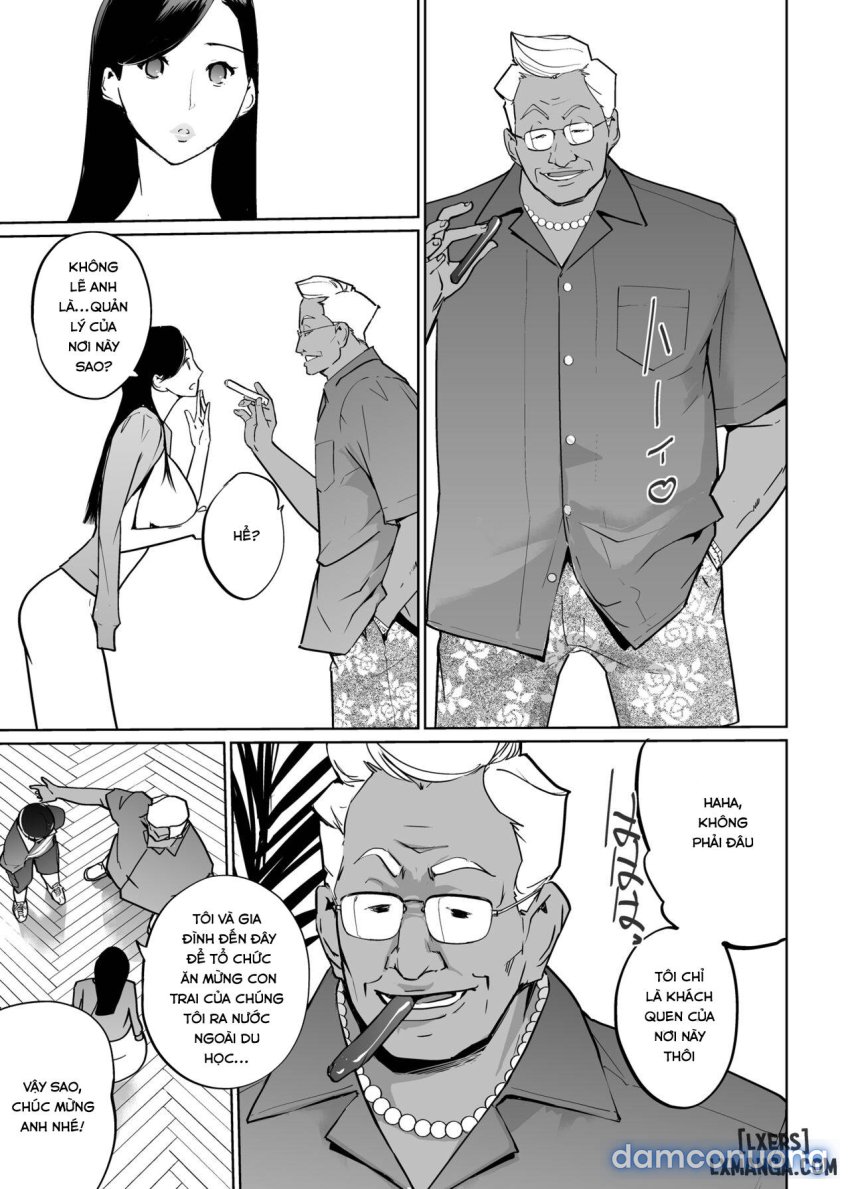 ハーイ♡
KHÔNG
LẼ ANH
LÀ...QUẢN
LÝ CỦA
NƠI NÀY
SAO?
HỂ?
HAHA,
KHÔNG
PHẢI ĐÂU
TÔI CHỈ
LÀ KHÁCH
QUEN CỦA
NƠI NÀY
THÔI
TÔI VÀ GIA
ĐÌNH ĐẾN ĐÂY
ĐỂ TỔ CHỨC
ĂN MỪNG CON
TRAI CỦA CHÚNG
TÔI RA NƯỚC
NGOÀI DU
HỌC...
VẬY SAO,
CHÚC MỪNG
ANH NHÉ!
[LXERS]
damconuong
LXMANGA.COM